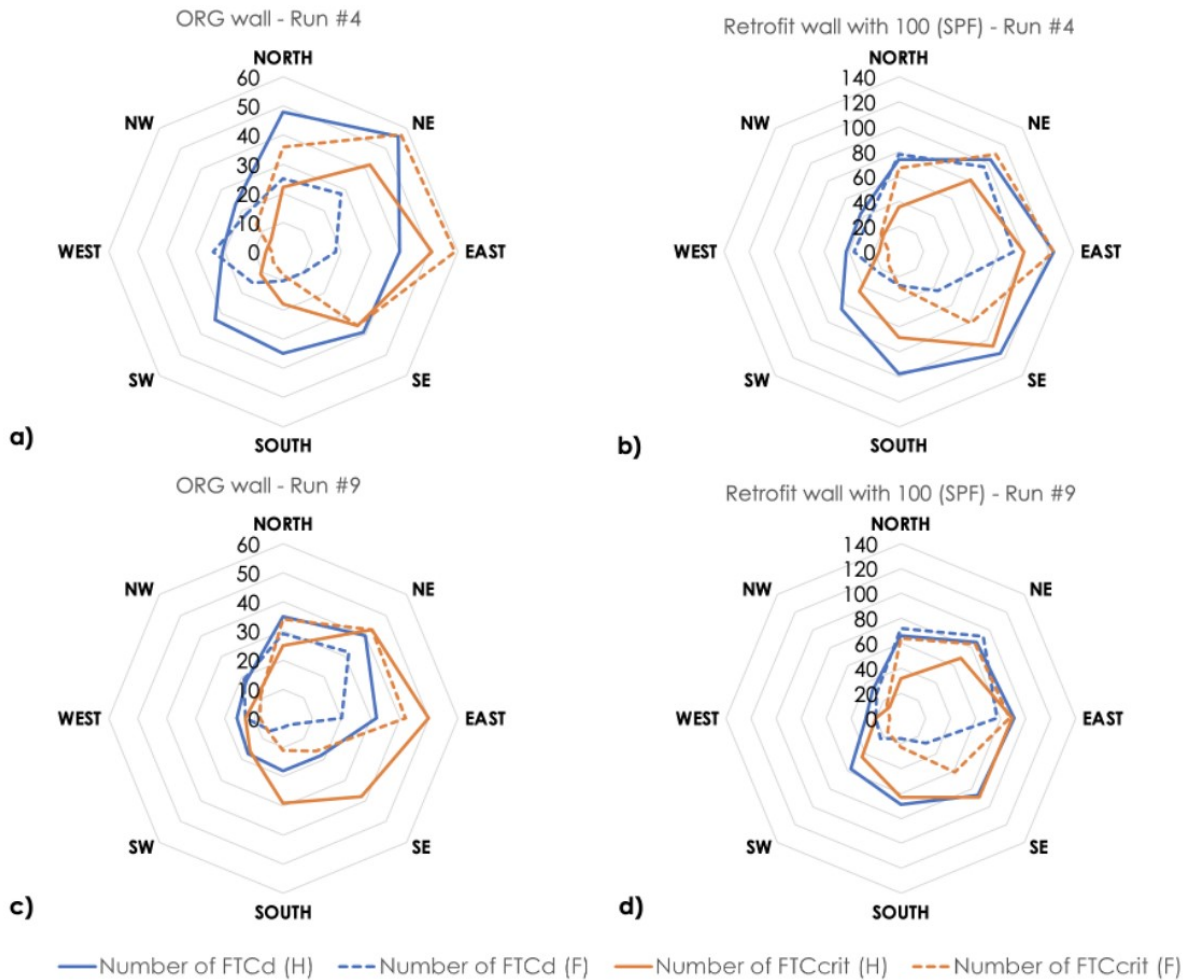 ORG wall - Run #4
NORTH
60
50
40
30
20
10
0
NW
NE
WEST
EAST
SW
SE
SOUTH
a)
Retrofit wall with 100 (SPF) - Run #4
NORTH
140
120
100
80
60
40
20
0
NW
NE
WEST
EAST
SW
SE
SOUTH
b)
ORG wall - Run #9
NORTH
60
50
40
30
20
10
0
NW
NE
WEST
EAST
SW
SE
SOUTH
c)
Retrofit wall with 100 (SPF) - Run #9
NORTH
140
120
100
80
60
40
20
0
NW
NE
WEST
EAST
SW
SE
SOUTH
d)
Number of FTCd (H) Number of FTCd (F) Number of FTCcrit (H) Number of FTCcrit (F)